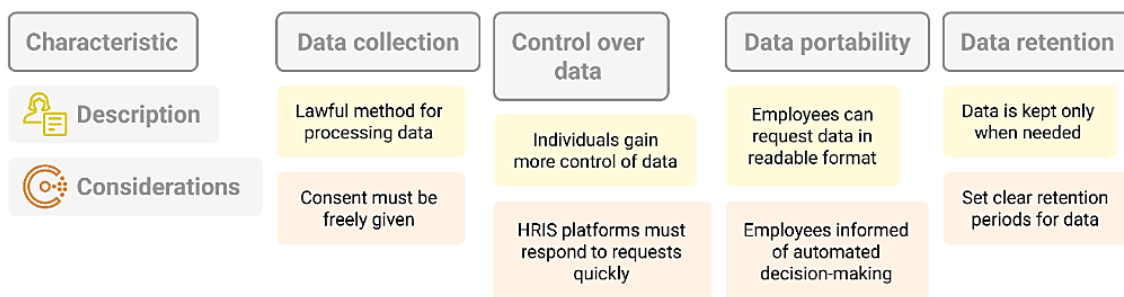 Characteristic
Data collection
Control over
data
Data portability
Data retention
Description
Lawful method for
processing data
Individuals gain
more control of data
Employees can
request data in
readable format
Data is kept only
when needed
Considerations
Consent must be
freely given
HRIS platforms must
respond to requests
quickly
Employees informed
of automated
decision-making
Set clear retention
periods for data